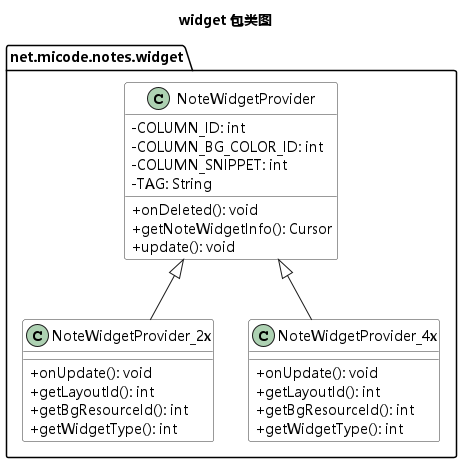 widget 包类图
net.micode.notes.widget
C NoteWidgetProvider
-COLUMN_ID: int
-COLUMN_BG_COLOR_ID: int
-COLUMN_SNIPPET: int
-TAG: String
+onDeleted(): void
+getNoteWidgetInfo(): Cursor
+update(): void
C NoteWidgetProvider_2x
+onUpdate(): void
+getLayoutId(): int
+getBgResourceId(): int
+getWidgetType(): int
C NoteWidgetProvider_4x
+onUpdate(): void
+getLayoutId(): int
+getBgResourceId(): int
+getWidgetType(): int